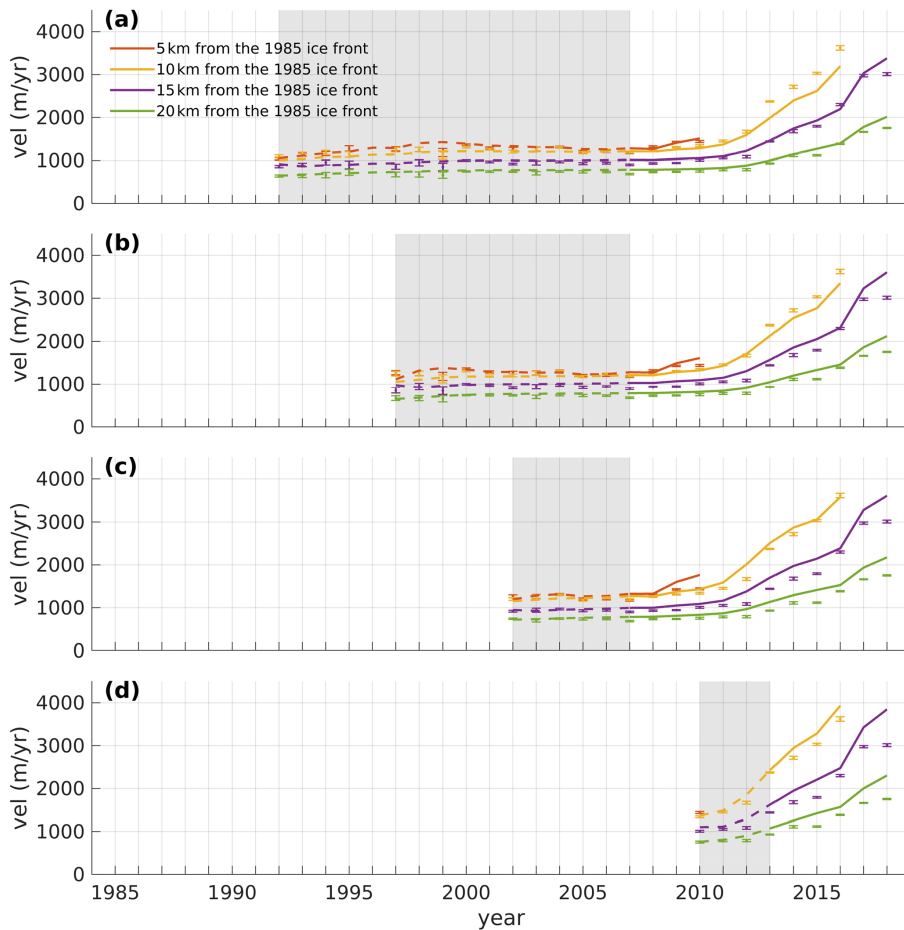 (a)
4000
3000
2000
1000
0
vel (m/yr)
5 km from the 1985 ice front
10 km from the 1985 ice front
15 km from the 1985 ice front
20 km from the 1985 ice front
(b)
4000
3000
2000
1000
0
vel (m/yr)
(c)
4000
3000
2000
1000
0
vel (m/yr)
(d)
4000
3000
2000
1000
0
vel (m/yr)
1985 1990 1995 2000 2005 2010 2015
year